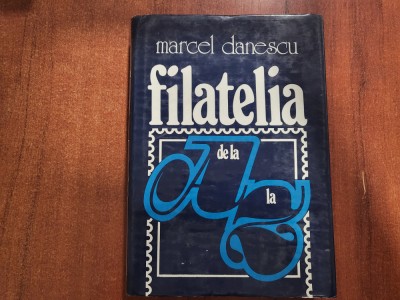 marcel danescu
filatelia
de la
A
la
Z